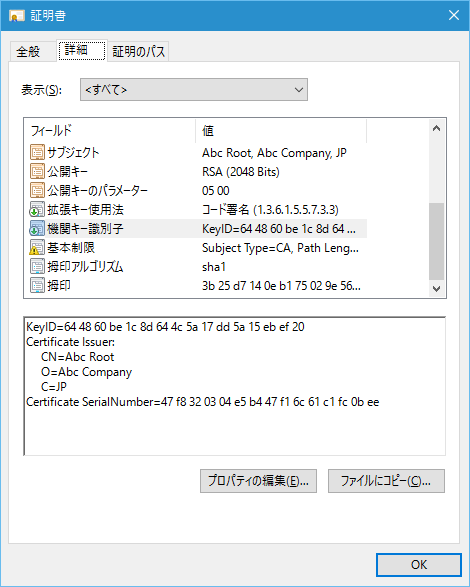 証明書
全般
詳細
証明のパス
表示(S):
<すべて>
フィールド 値
サブジェクト Abc Root, Abc Company, JP
公開キー RSA (2048 Bits)
公開キーのパラメーター 05 00
拡張キー使用法 コード署名 (1.3.6.1.5.5.7.3.3)
機関キー識別子 KeyID=64 48 60 be 1c 8d 64 ...
基本制限 Subject Type=CA, Path Leng...
拇印アルゴリズム sha1
拇印 3b 25 d7 14 0e b1 75 02 9e 56...
KeyID=64 48 60 be 1c 8d 64 4c 5a 17 dd 5a 15 eb ef 20
Certificate Issuer:
CN=Abc Root
O=Abc Company
C=JP
Certificate SerialNumber=47 f8 32 03 04 e5 b4 47 f1 6c 61 c1 fc 0b ee
プロパティの編集(E)...
ファイルにコピー(C)...
OK